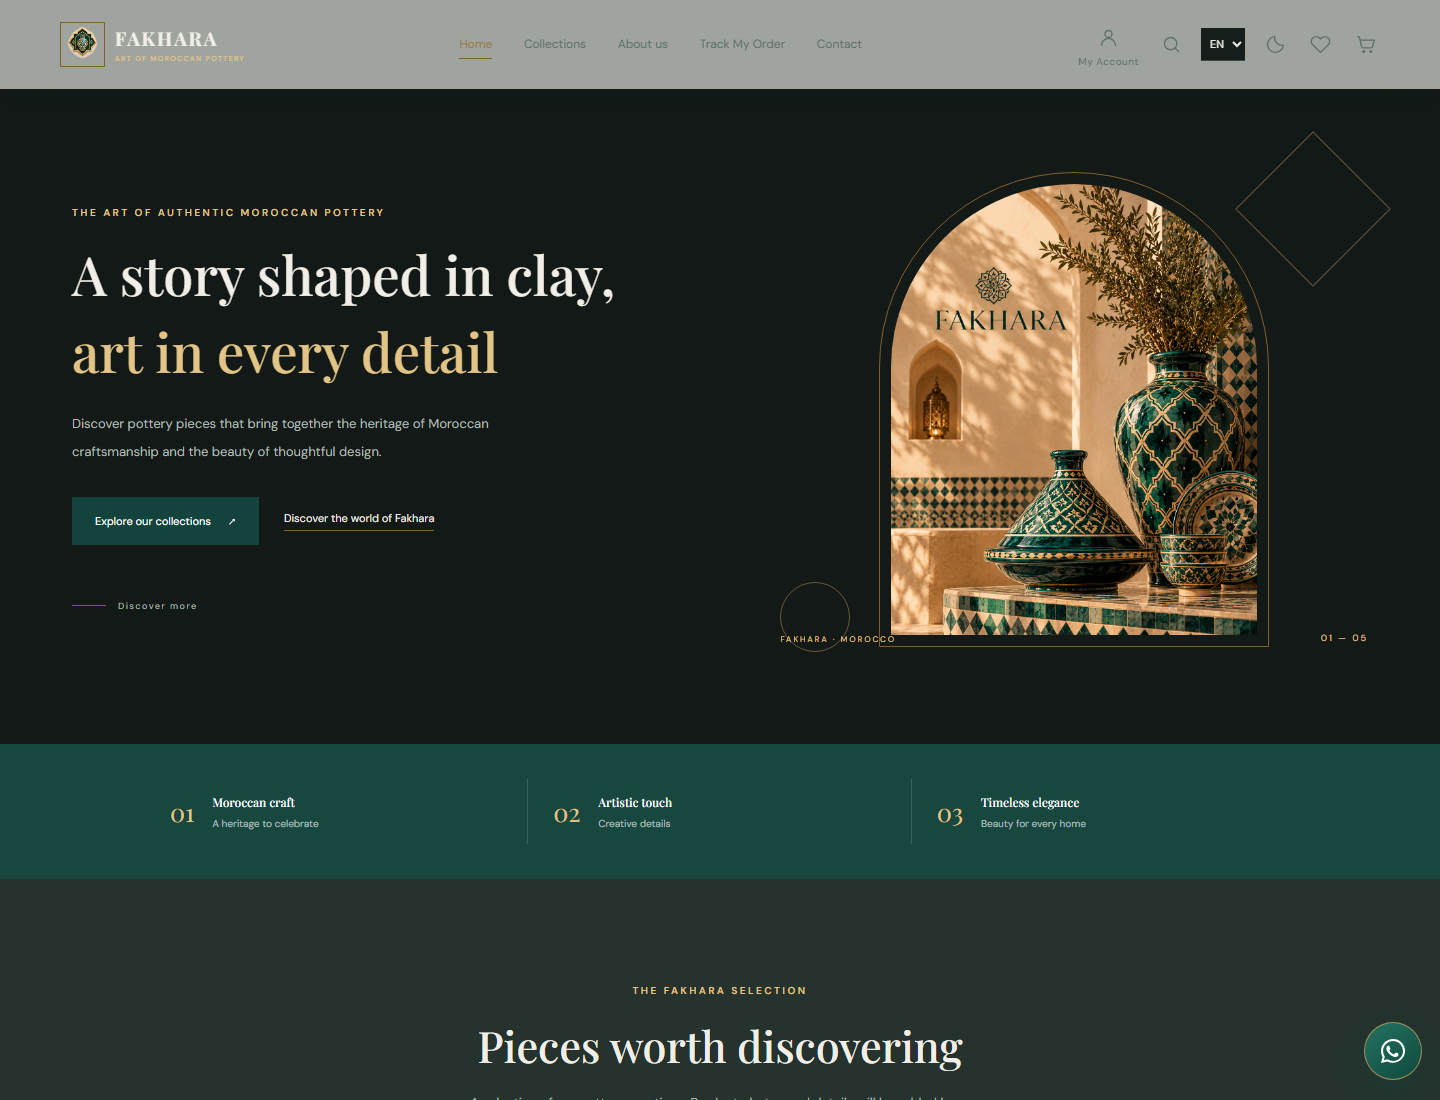 FAKHARA
ART OF MOROCCAN POTTERY
Home
Collections
About us
Track My Order
Contact
My Account
EN
THE ART OF AUTHENTIC MOROCCAN POTTERY
A story shaped in clay,
art in every detail
Discover pottery pieces that bring together the heritage of Moroccan
craftsmanship and the beauty of thoughtful design.
Explore our collections ↗
Discover the world of Fakhara
Discover more
FAKHARA
FAKHARA · MOROCCO
01 — 05
01
Moroccan craft
A heritage to celebrate
02
Artistic touch
Creative details
03
Timeless elegance
Beauty for every home
THE FAKHARA SELECTION
Pieces worth discovering